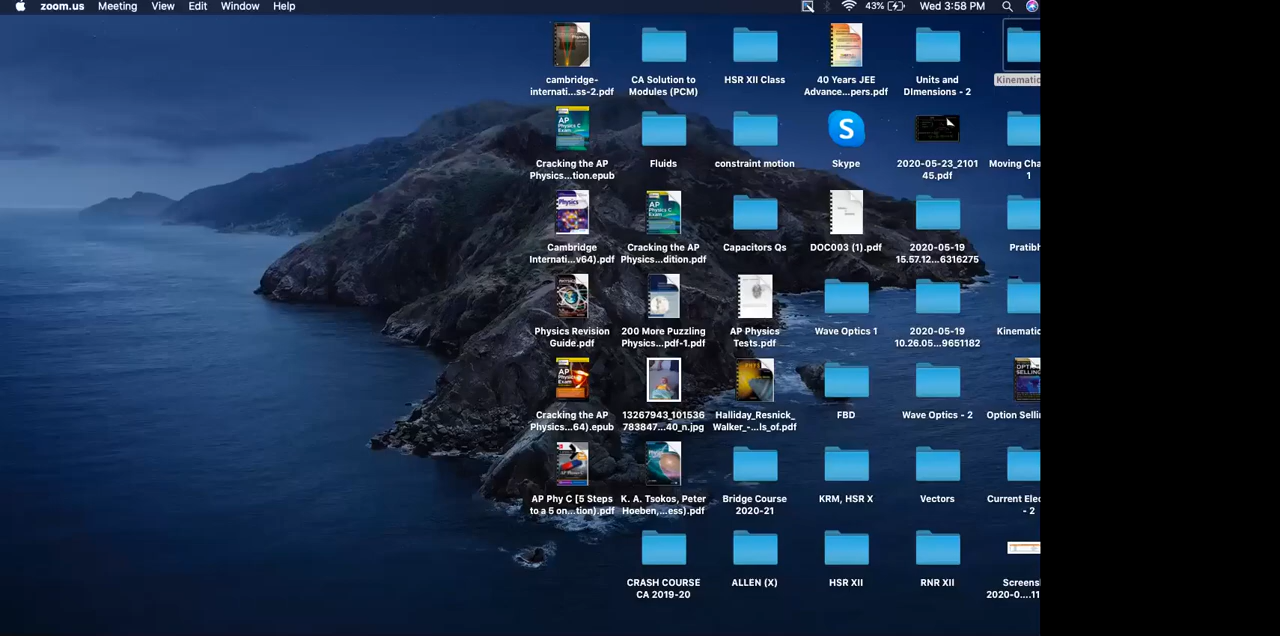 zoom.us Meeting View Edit Window Help 43% Wed 3:58 PM
cambridge-
internati...ss-2.pdf
CA Solution to
Modules (PCM)
HSR XII Class
40 Years JEE
Advance...pers.pdf
Units and
DImensions - 2
Kinematic
Cracking the AP
Physics...tion.epub
Fluids
constraint motion
Skype
2020-05-23_2101
45.pdf
Moving Cha
1
Cambridge
Internati...v64).pdf
Cracking the AP
Physics...dition.pdf
Capacitors Qs
DOC003 (1).pdf
2020-05-19
15.57.12...6316275
Pratibh
Physics Revision
Guide.pdf
200 More Puzzling
Physics...pdf-1.pdf
AP Physics
Tests.pdf
Wave Optics 1
2020-05-19
10.26.05...9651182
Kinematic
Cracking the AP
Physics...64).epub
13267943_101536
783847...40_n.jpg
Halliday_Resnick_
Walker_-...ls_of.pdf
FBD
Wave Optics - 2
Option Sellin
AP Phy C [5 Steps
to a 5 on...tion).pdf
K. A. Tsokos, Peter
Hoeben,...ess).pdf
Bridge Course
2020-21
KRM, HSR X
Vectors
Current Elec
- 2
CRASH COURSE
CA 2019-20
ALLEN (X)
HSR XII
RNR XII
Screensh
2020-0....11